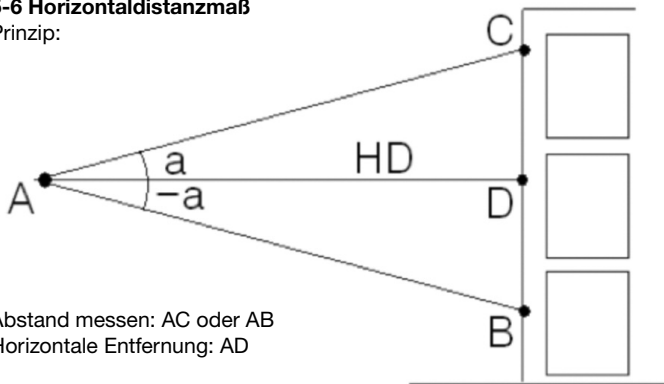 -6 Horizontaldistanzmaß
Prinzip:
C
a
HD
A
-a
D
Abstand messen: AC oder AB
B
Horizontale Entfernung: AD